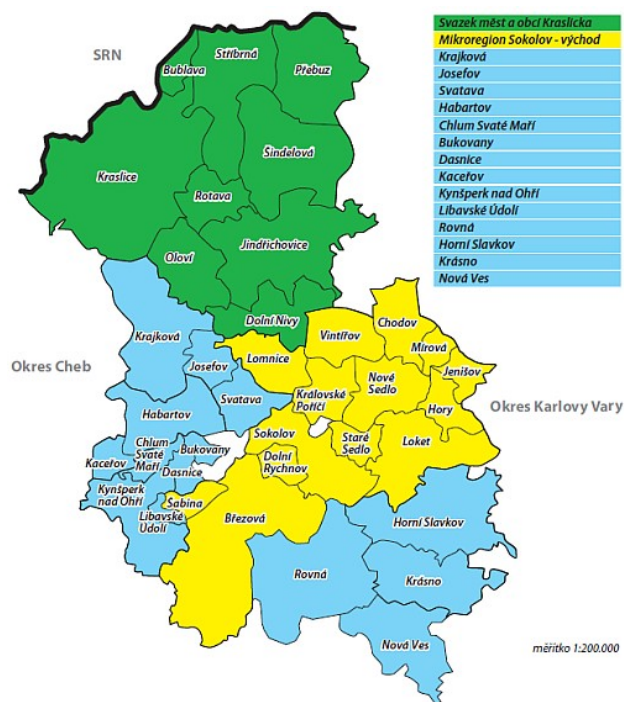 Svazek měst a obcí Kraslicka
Mikroregion Sokolov - východ
Krajková
Josefov
Svatava
Habartov
Chlum Svaté Maří
Bukovany
Dasnice
Kaceřov
Kynšperk nad Ohří
Libavské Údolí
Rovná
Horní Slavkov
Krásno
Nová Ves
SRN
Stříbrná
Bublava
Přebuz
Šindelová
Kraslice
Rotava
Jindřichovice
Oloví
Dolní Nivy
Chodov
Krajková
Vintířov
Mírová
Lomnice
Okres Cheb
Josefov
Jenišov
Nové
Sedlo
Svatava
Královské
Poříčí
Okres Karlovy Vary
Habartov
Hory
Sokolov
Staré
Sedlo
Loket
Chlum
Svaté
Maří
Bukovany
Dolní
Rychnov
Kaceřov
Dasnice
Kynšperk
nad Ohří
Šabina
Libavské
Údolí
Březová
Horní Slavkov
Rovná
Krásno
Nová Ves
měřítko 1:200.000